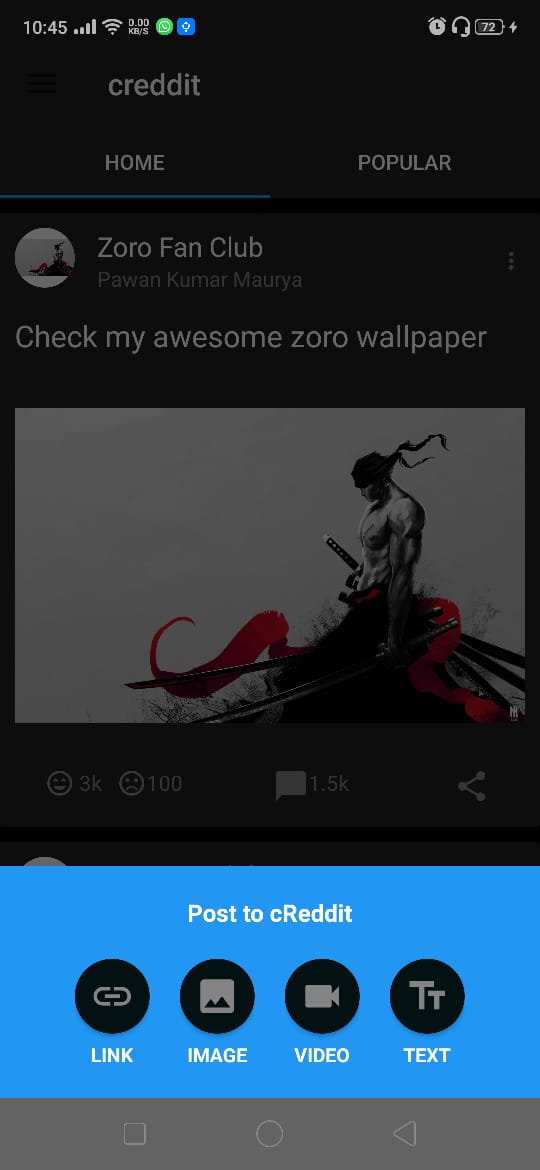 10:45 0.00 KB/S 72
creddit
HOME POPULAR
Zoro Fan Club
Pawan Kumar Maurya
Check my awesome zoro wallpaper
3k 100 1.5k
Post to cReddit
LINK IMAGE VIDEO TEXT